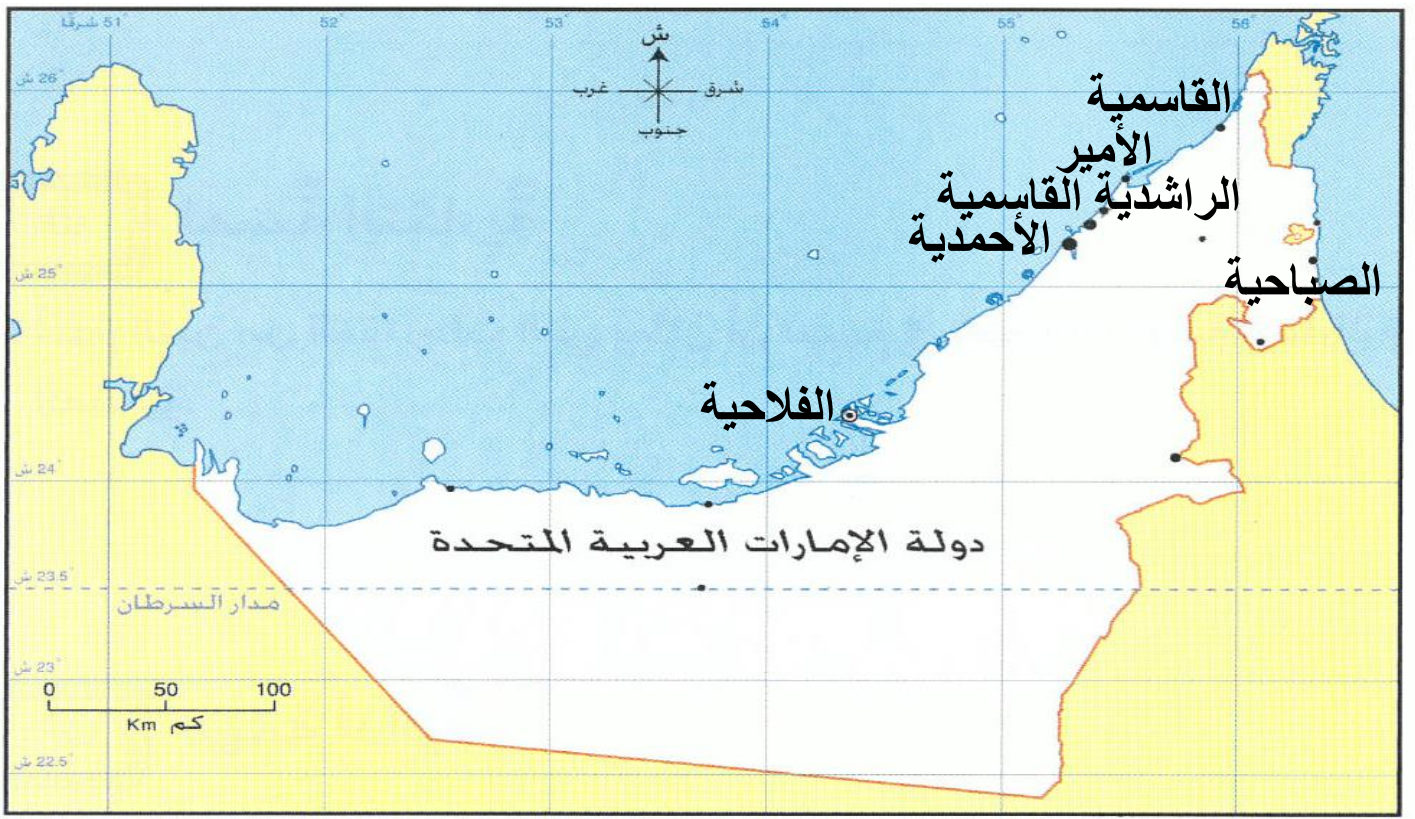 51° شرقًا
52°
53°
54°
55°
56°
ش
غرب
شرق
جنوب
26° ش
القاسمية
الأمير
الراشدية القاسمية
الأحمدية
25° ش
الصباحية
الفلاحية
24° ش
دولة الإمارات العربية المتحدة
23.5° ش
مدار السرطان
23° ش
0 50 100
كم Km
22.5° ش